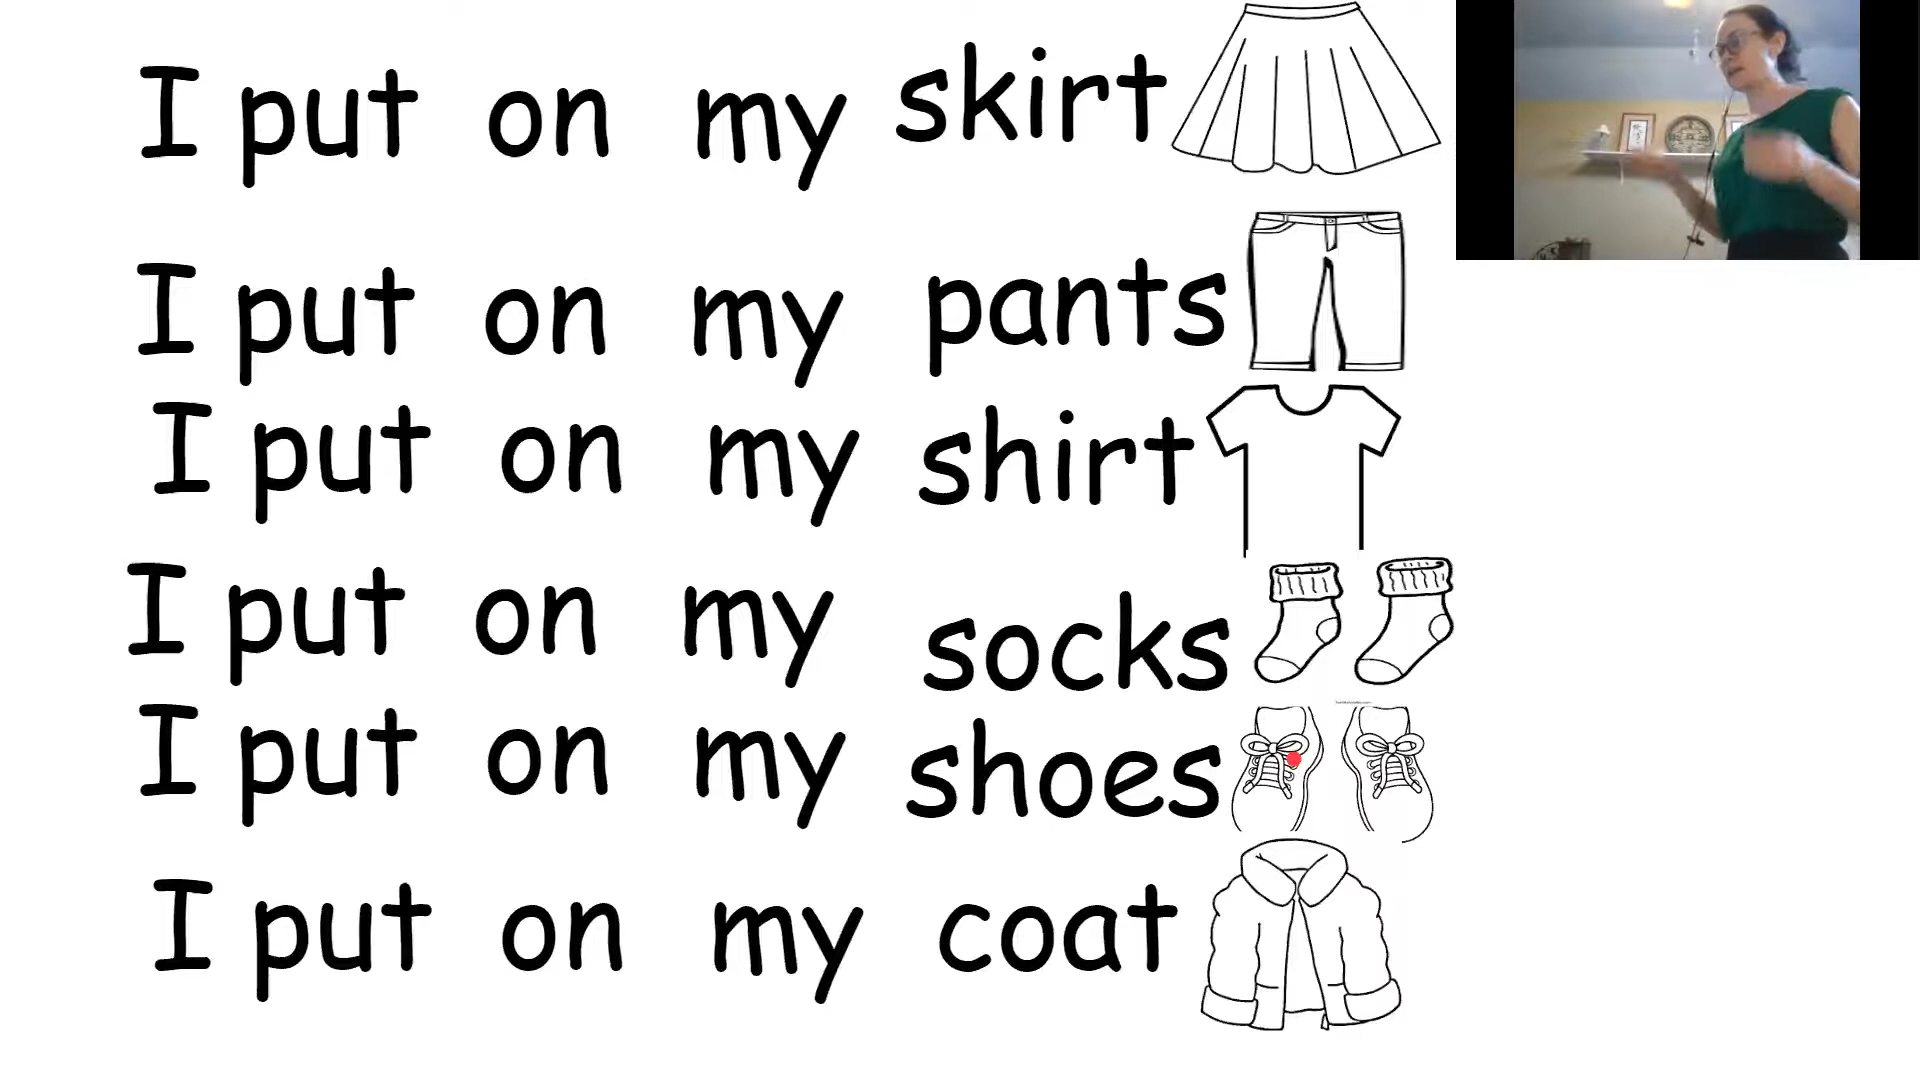 I put on my skirt
I put on my pants
I put on my shirt
I put on my socks
I put on my shoes
I put on my coat